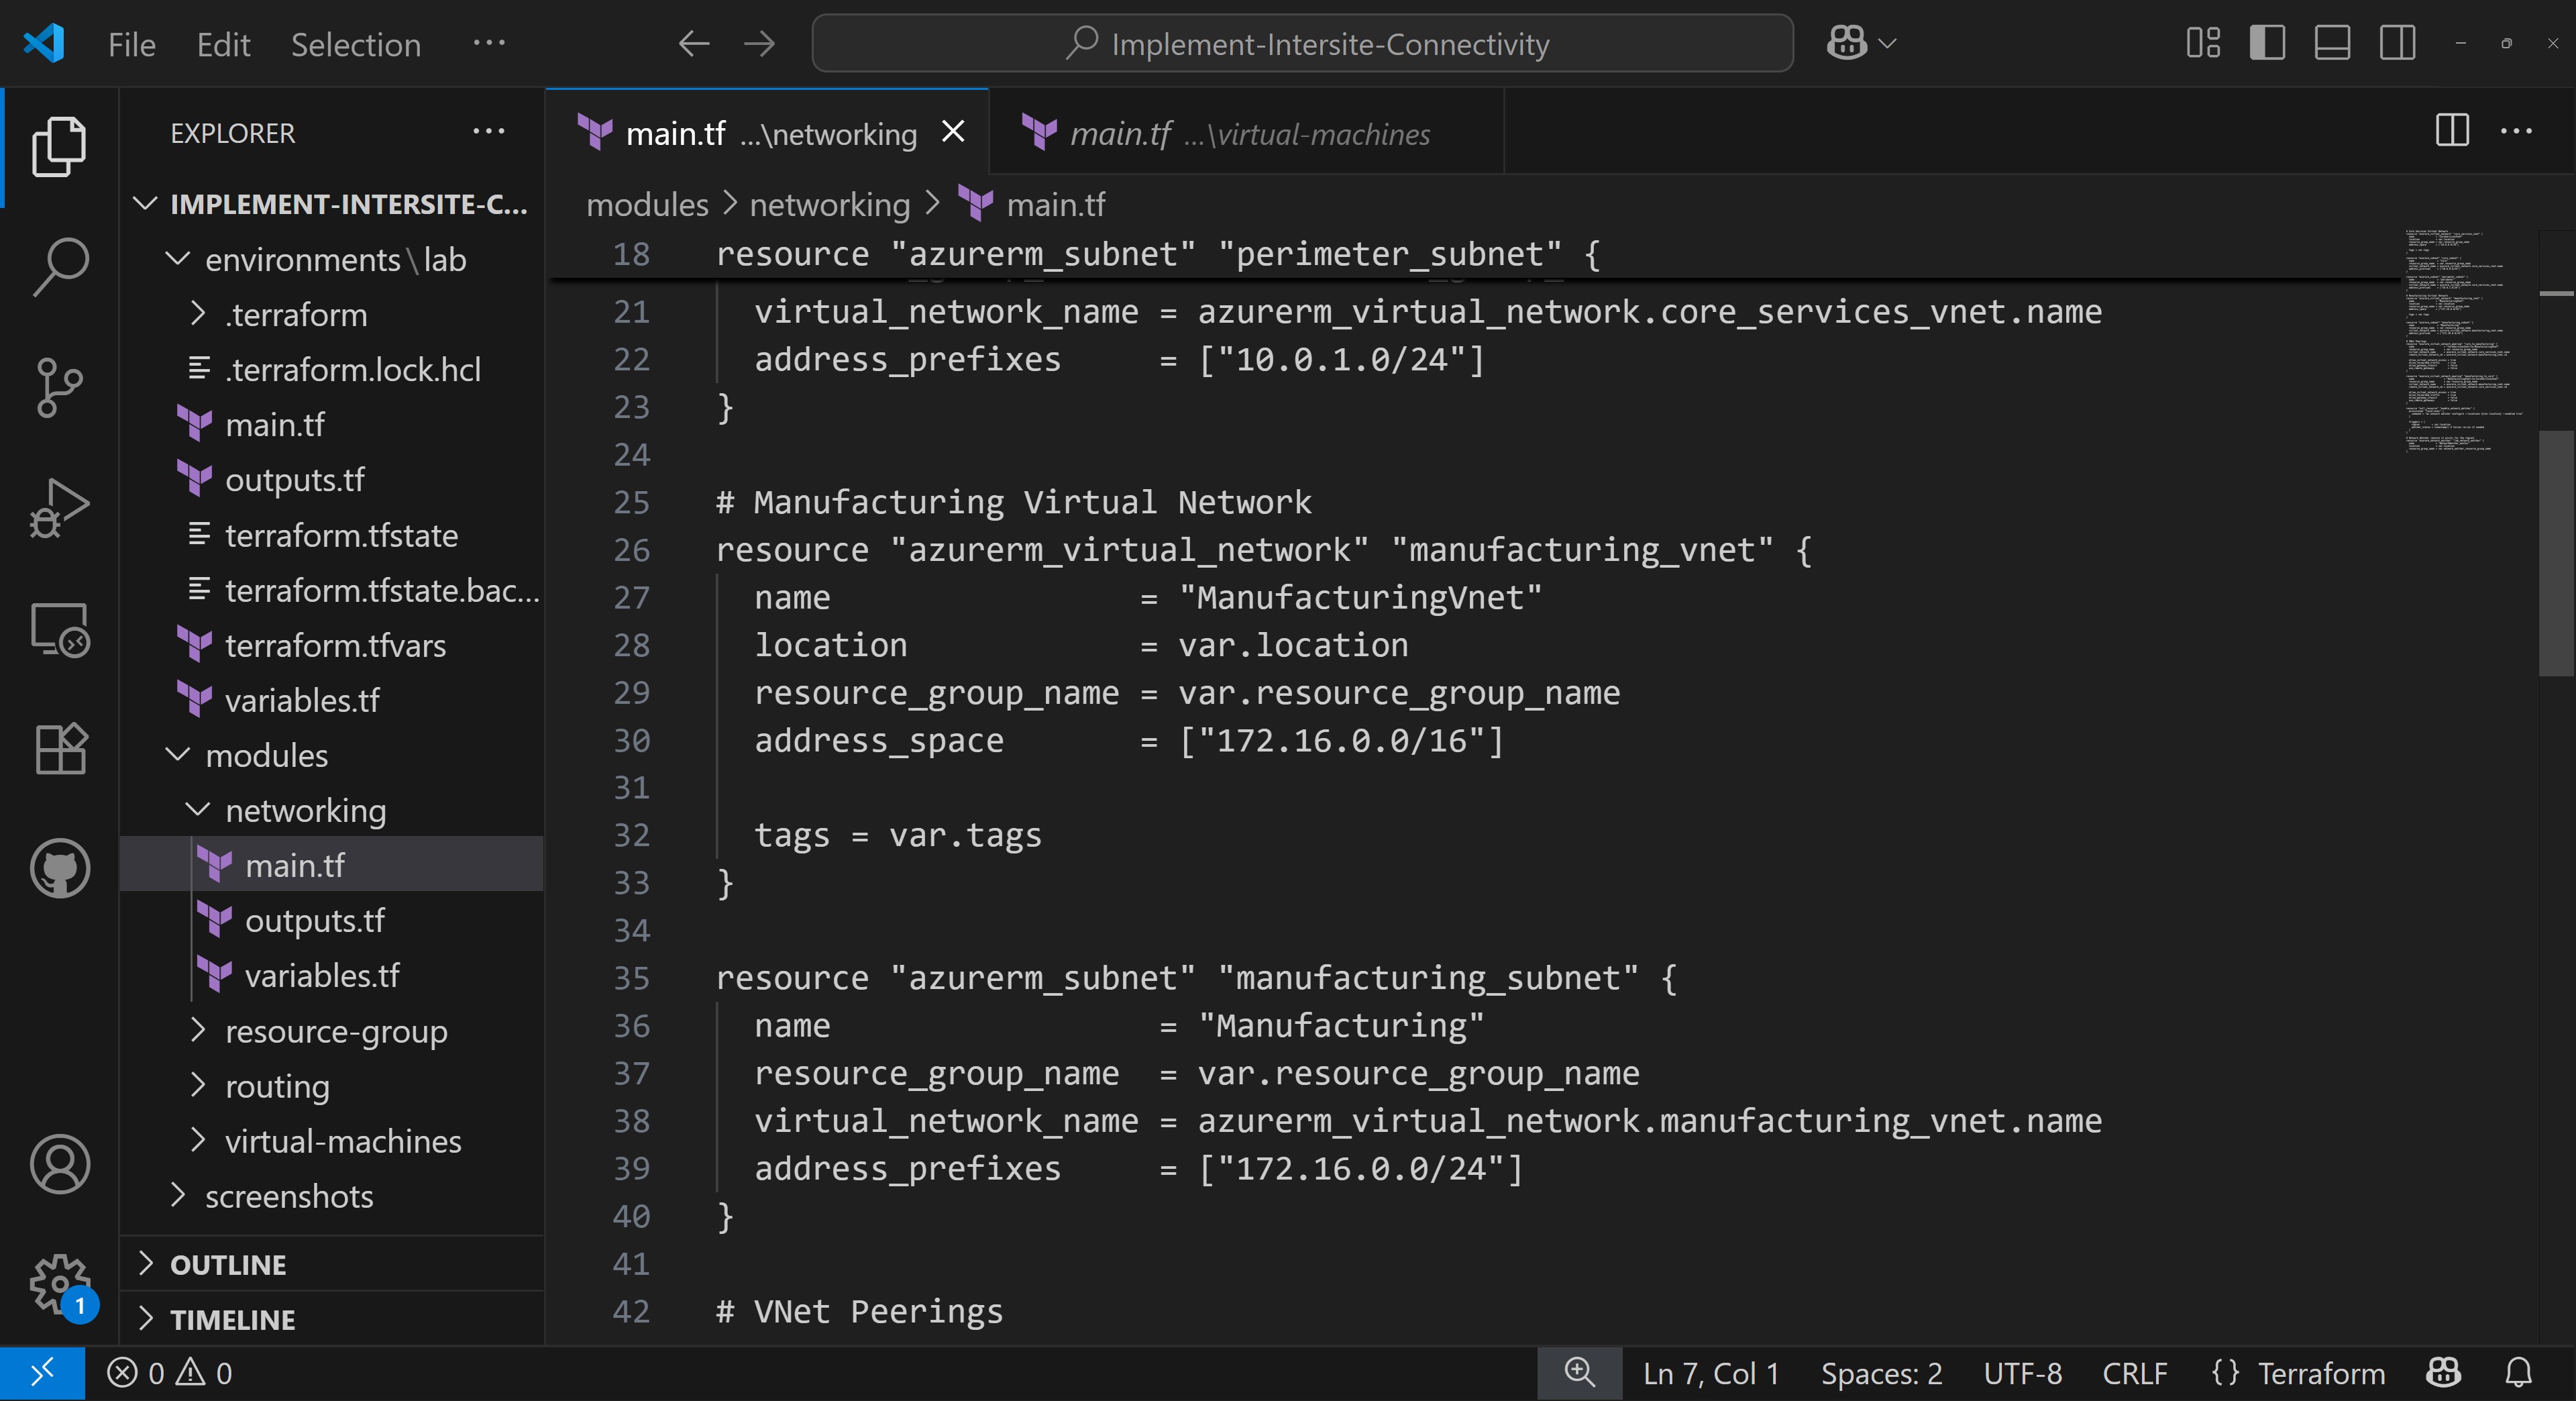 File Edit Selection ···
Implement-Intersite-Connectivity
EXPLORER ···
IMPLEMENT-INTERSITE-C...
environments\lab
.terraform
.terraform.lock.hcl
main.tf
outputs.tf
terraform.tfstate
terraform.tfstate.bac...
terraform.tfvars
variables.tf
modules
networking
main.tf
outputs.tf
variables.tf
resource-group
routing
virtual-machines
screenshots
OUTLINE
TIMELINE
1
main.tf ...\networking
main.tf ...\virtual-machines
modules > networking > main.tf
18 resource "azurerm_subnet" "perimeter_subnet" {
21 virtual_network_name = azurerm_virtual_network.core_services_vnet.name
22 address_prefixes     = ["10.0.1.0/24"]
23 }
24
25 # Manufacturing Virtual Network
26 resource "azurerm_virtual_network" "manufacturing_vnet" {
27   name                = "ManufacturingVnet"
28   location            = var.location
29   resource_group_name = var.resource_group_name
30   address_space       = ["172.16.0.0/16"]
31
32   tags = var.tags
33 }
34
35 resource "azurerm_subnet" "manufacturing_subnet" {
36   name                 = "Manufacturing"
37   resource_group_name  = var.resource_group_name
38   virtual_network_name = azurerm_virtual_network.manufacturing_vnet.name
39   address_prefixes     = ["172.16.0.0/24"]
40 }
41
42 # VNet Peerings
0 0
Ln 7, Col 1 Spaces: 2 UTF-8 CRLF {} Terraform